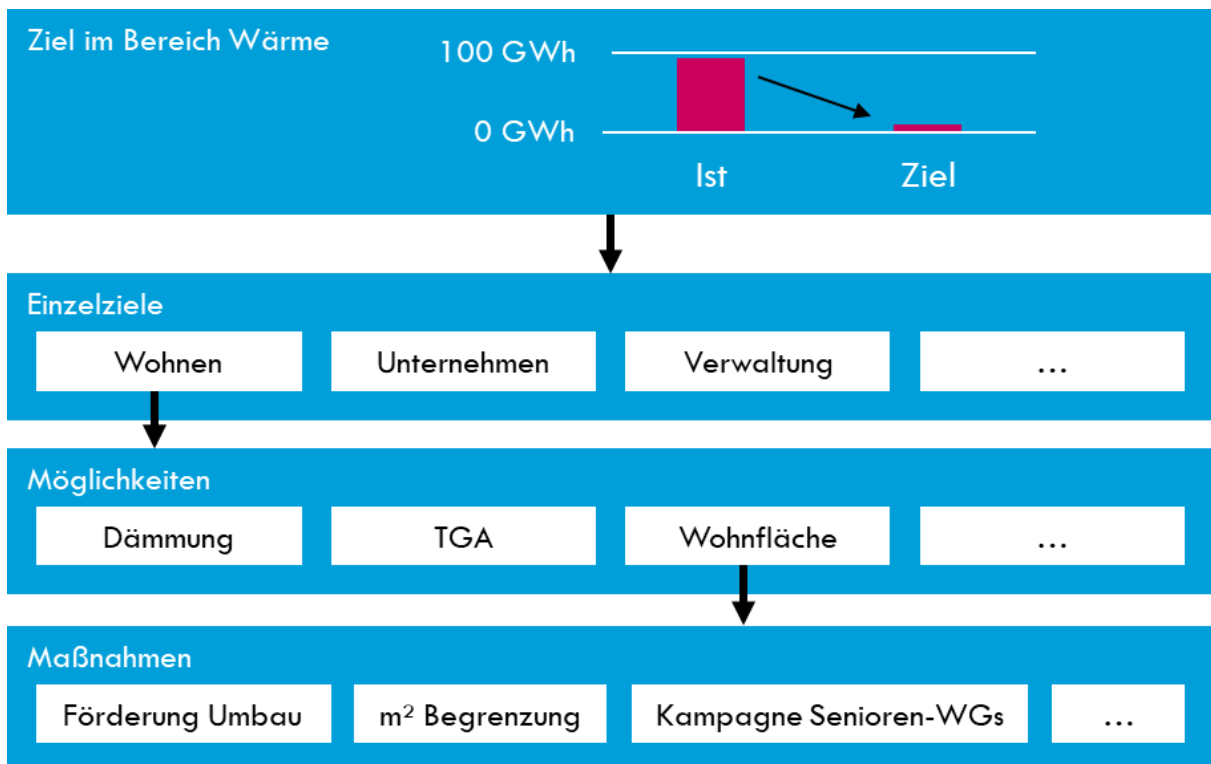 Ziel im Bereich Wärme
100 GWh
0 GWh
Ist
Ziel
Einzelziele
Wohnen
Unternehmen
Verwaltung
...
Möglichkeiten
Dämmung
TGA
Wohnfläche
...
Maßnahmen
Förderung Umbau
m² Begrenzung
Kampagne Senioren-WGs
...